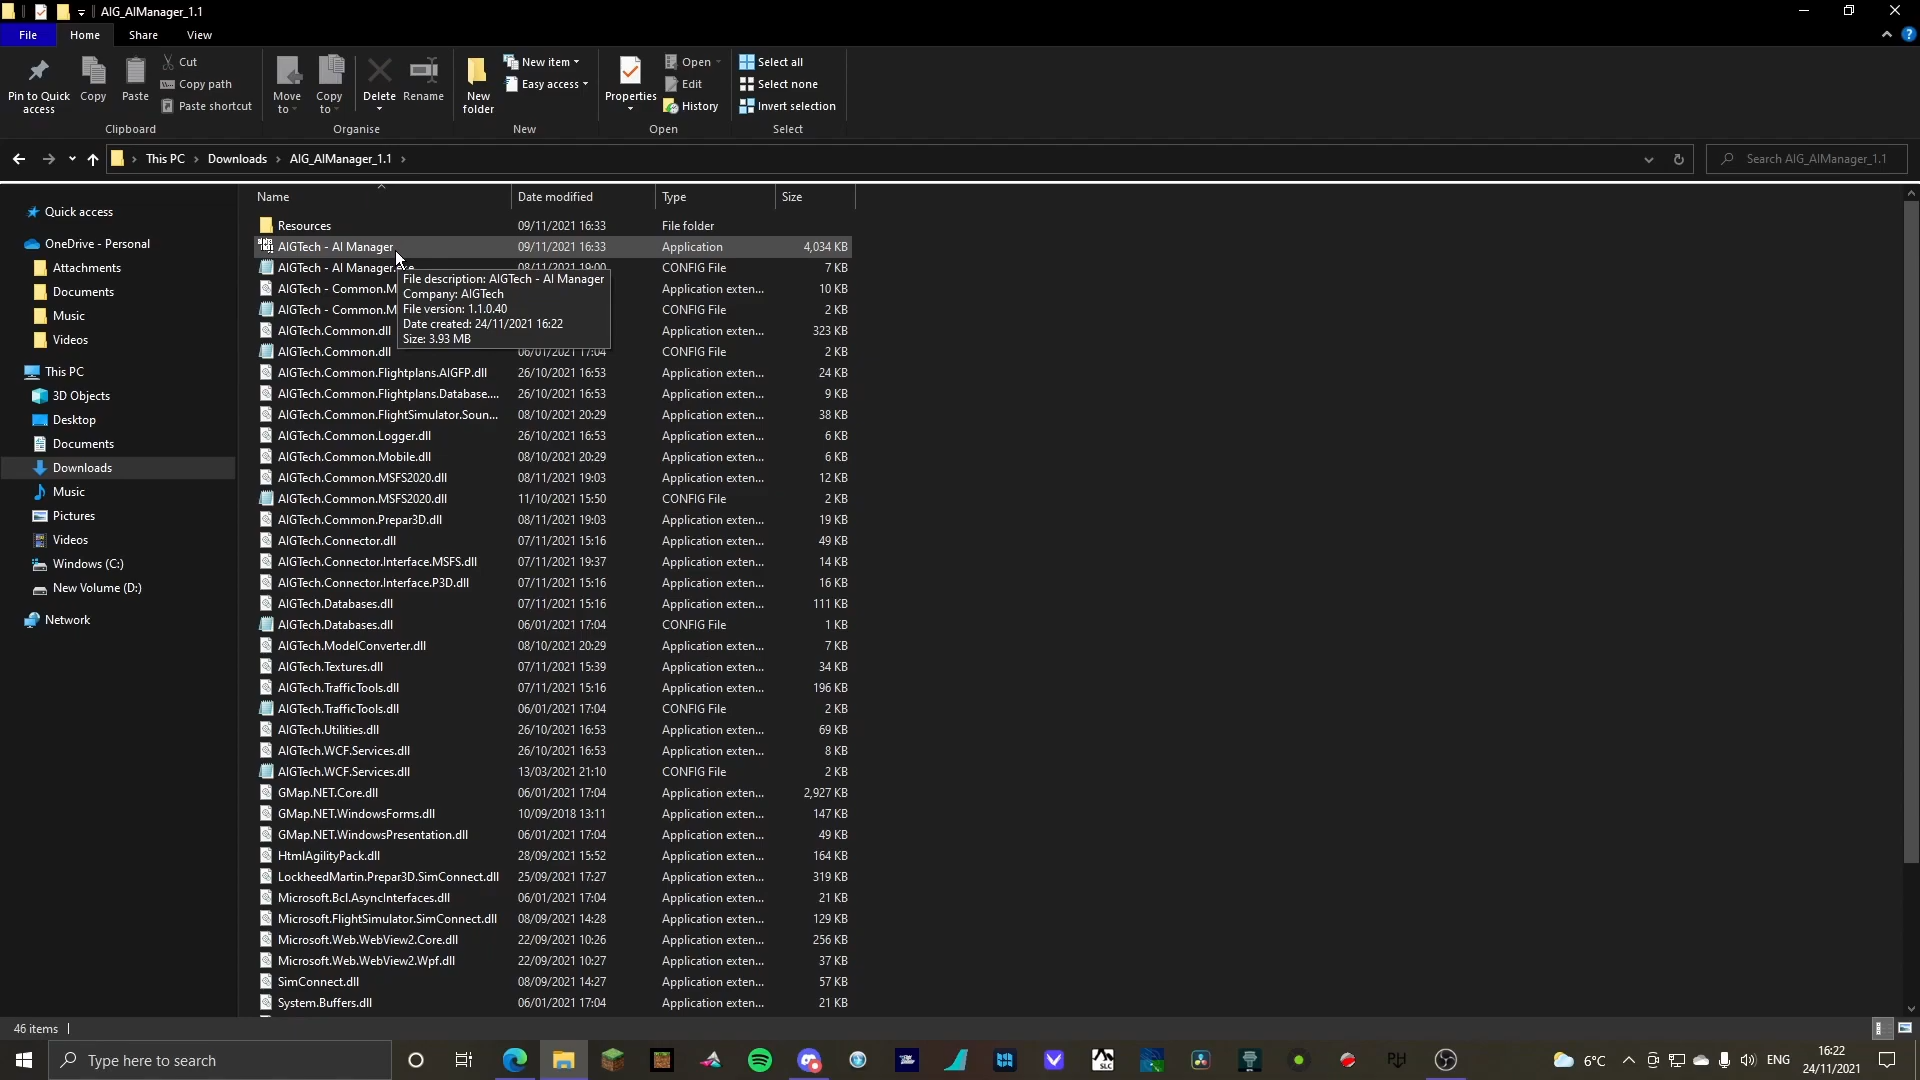 AIG_AIManager_1.1
File
Home
Share
View
Pin to Quick
access
Copy
Paste
Cut
Copy path
Paste shortcut
Clipboard
Move
to
Copy
to
Delete
Rename
Organise
New
folder
New item
Easy access
New
Properties
Open
Edit
History
Open
Select all
Select none
Invert selection
Select
This PC
Downloads
AIG_AIManager_1.1
Search AIG_AIManager_1.1
Quick access
OneDrive - Personal
Attachments
Documents
Music
Videos
This PC
3D Objects
Desktop
Documents
Downloads
Music
Pictures
Videos
Windows (C:)
New Volume (D:)
Network
Name Date modified Type Size
Resources 09/11/2021 16:33 File folder
AIGTech - AI Manager 09/11/2021 16:33 Application 4,034 KB
AIGTech - AI Manager.exe 08/11/2021 19:00 CONFIG File 7 KB
AIGTech - Common.M Application exten... 10 KB
AIGTech - Common.M CONFIG File 2 KB
AIGTech.Common.dll Application exten... 323 KB
AIGTech.Common.dll 06/01/2021 17:04 CONFIG File 2 KB
File description: AIGTech - AI Manager
Company: AIGTech
File version: 1.1.0.40
Date created: 24/11/2021 16:22
Size: 3.93 MB
AIGTech.Common.Flightplans.AIGFP.dll 26/10/2021 16:53 Application exten... 24 KB
AIGTech.Common.Flightplans.Database.... 26/10/2021 16:53 Application exten... 9 KB
AIGTech.Common.FlightSimulator.Soun... 08/10/2021 20:29 Application exten... 38 KB
AIGTech.Common.Logger.dll 26/10/2021 16:53 Application exten... 6 KB
AIGTech.Common.Mobile.dll 08/10/2021 20:29 Application exten... 6 KB
AIGTech.Common.MSFS2020.dll 08/11/2021 19:03 Application exten... 12 KB
AIGTech.Common.MSFS2020.dll 11/10/2021 15:50 CONFIG File 2 KB
AIGTech.Common.Prepar3D.dll 08/11/2021 19:03 Application exten... 19 KB
AIGTech.Connector.dll 07/11/2021 15:16 Application exten... 49 KB
AIGTech.Connector.Interface.MSFS.dll 07/11/2021 19:37 Application exten... 14 KB
AIGTech.Connector.Interface.P3D.dll 07/11/2021 15:16 Application exten... 16 KB
AIGTech.Databases.dll 07/11/2021 15:16 Application exten... 111 KB
AIGTech.Databases.dll 06/01/2021 17:04 CONFIG File 1 KB
AIGTech.ModelConverter.dll 08/10/2021 20:29 Application exten... 7 KB
AIGTech.Textures.dll 07/11/2021 15:39 Application exten... 34 KB
AIGTech.TrafficTools.dll 07/11/2021 15:16 Application exten... 196 KB
AIGTech.TrafficTools.dll 06/01/2021 17:04 CONFIG File 2 KB
AIGTech.Utilities.dll 26/10/2021 16:53 Application exten... 69 KB
AIGTech.WCF.Services.dll 26/10/2021 16:53 Application exten... 8 KB
AIGTech.WCF.Services.dll 13/03/2021 21:10 CONFIG File 2 KB
GMap.NET.Core.dll 06/01/2021 17:04 Application exten... 2,927 KB
GMap.NET.WindowsForms.dll 10/09/2018 13:11 Application exten... 147 KB
GMap.NET.WindowsPresentation.dll 06/01/2021 17:04 Application exten... 49 KB
HtmlAgilityPack.dll 28/09/2021 15:52 Application exten... 164 KB
LockheedMartin.Prepar3D.SimConnect.dll 25/09/2021 17:27 Application exten... 319 KB
Microsoft.Bcl.AsyncInterfaces.dll 06/01/2021 17:04 Application exten... 21 KB
Microsoft.FlightSimulator.SimConnect.dll 08/09/2021 14:28 Application exten... 129 KB
Microsoft.Web.WebView2.Core.dll 22/09/2021 10:26 Application exten... 256 KB
Microsoft.Web.WebView2.Wpf.dll 22/09/2021 10:27 Application exten... 37 KB
SimConnect.dll 08/09/2021 14:27 Application exten... 57 KB
System.Buffers.dll 06/01/2021 17:04 Application exten... 21 KB
46 items
Type here to search
SLC
6°C
ENG
16:22
24/11/2021